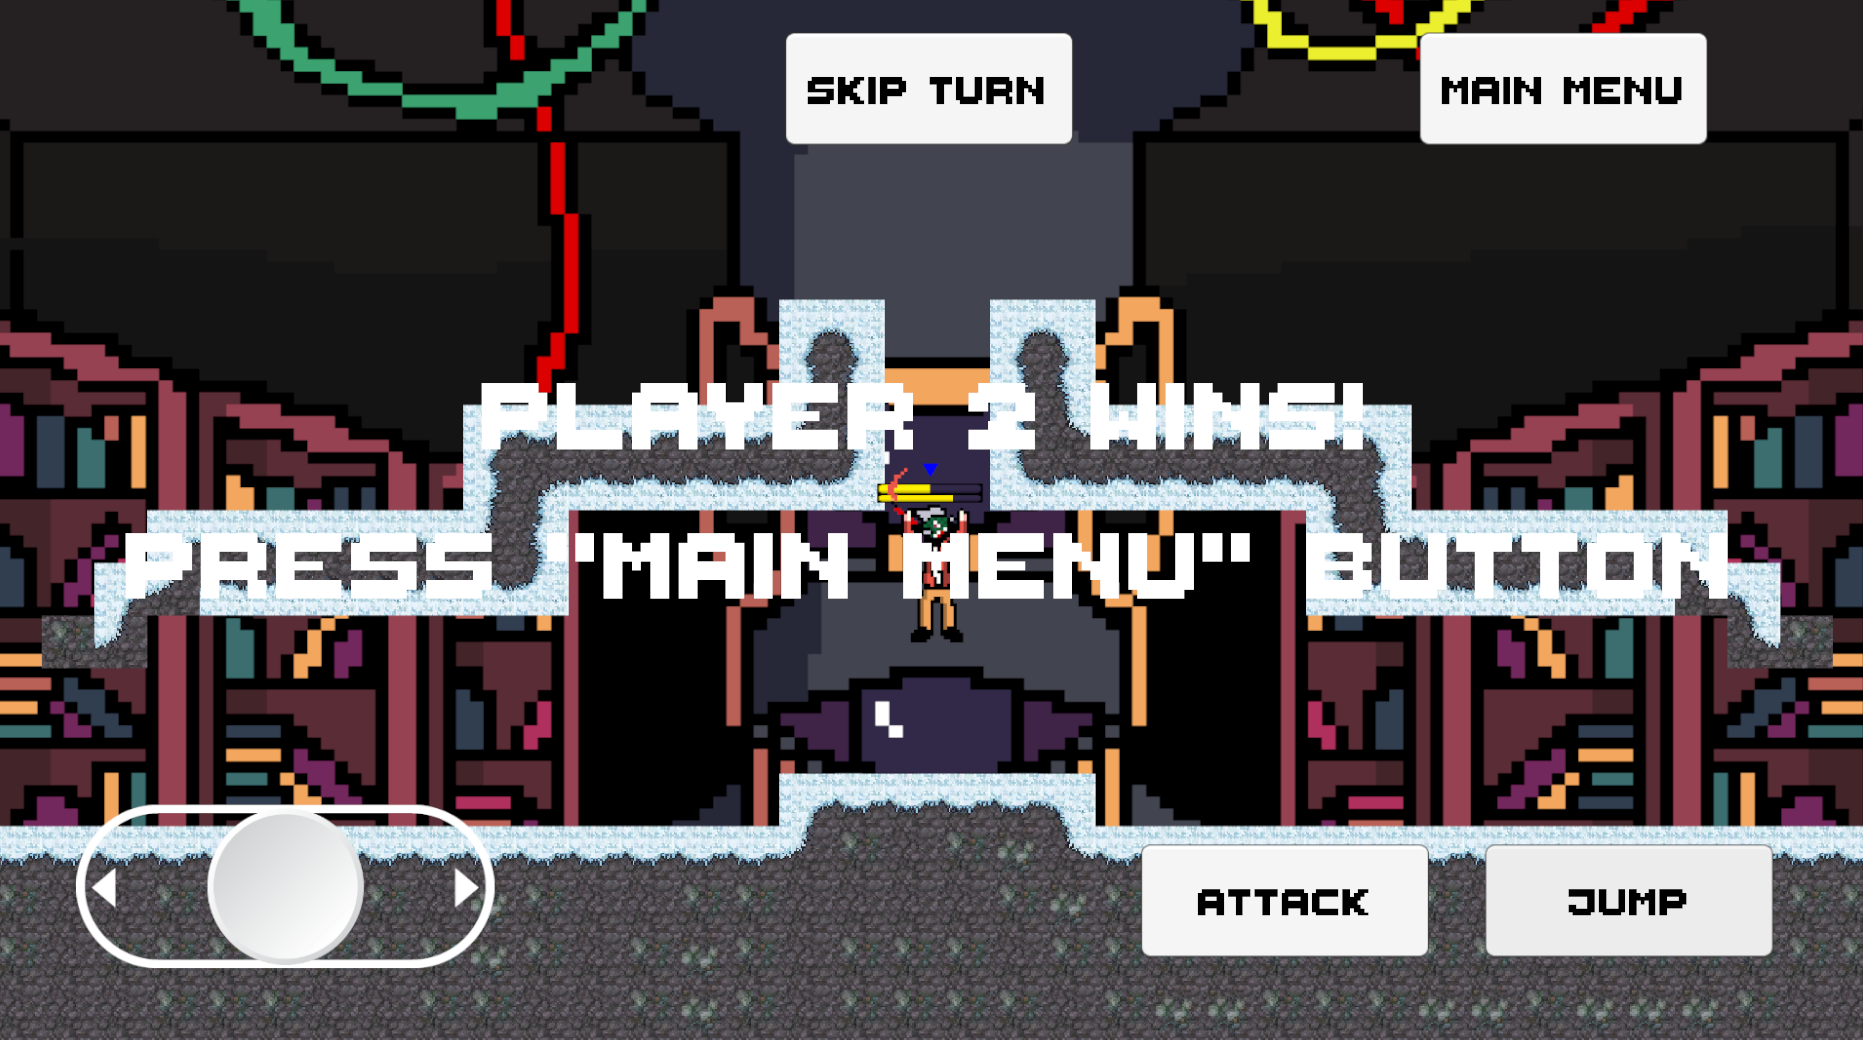 SKIP TURN
MAIN MENU
PLAYER 2 WINS!
PRESS "MAIN MENU" BUTTON
ATTACK
JUMP